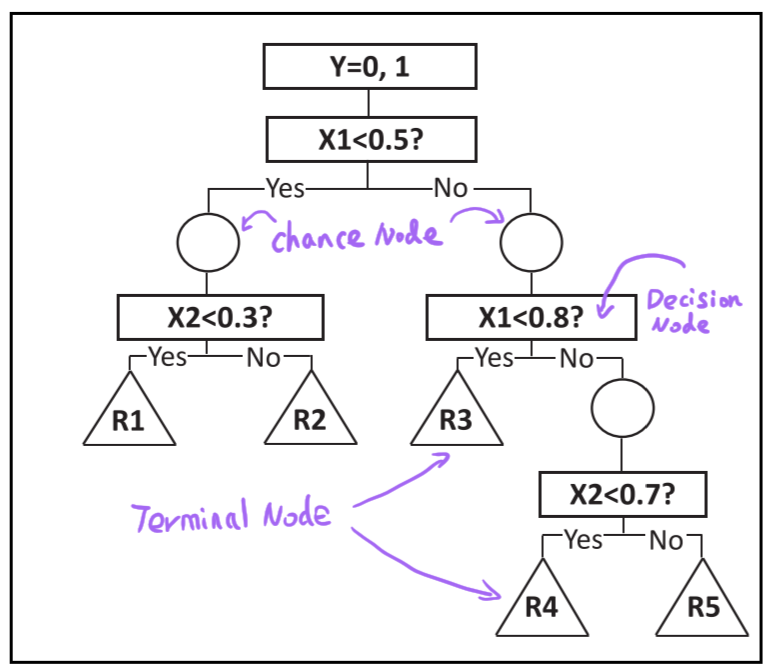 Y=0, 1
X1<0.5?
Yes No
Chance Node
X2<0.3?
X1<0.8?
Decision
Node
Yes No
Yes No
R1
R2
R3
X2<0.7?
Terminal Node
Yes No
R4
R5